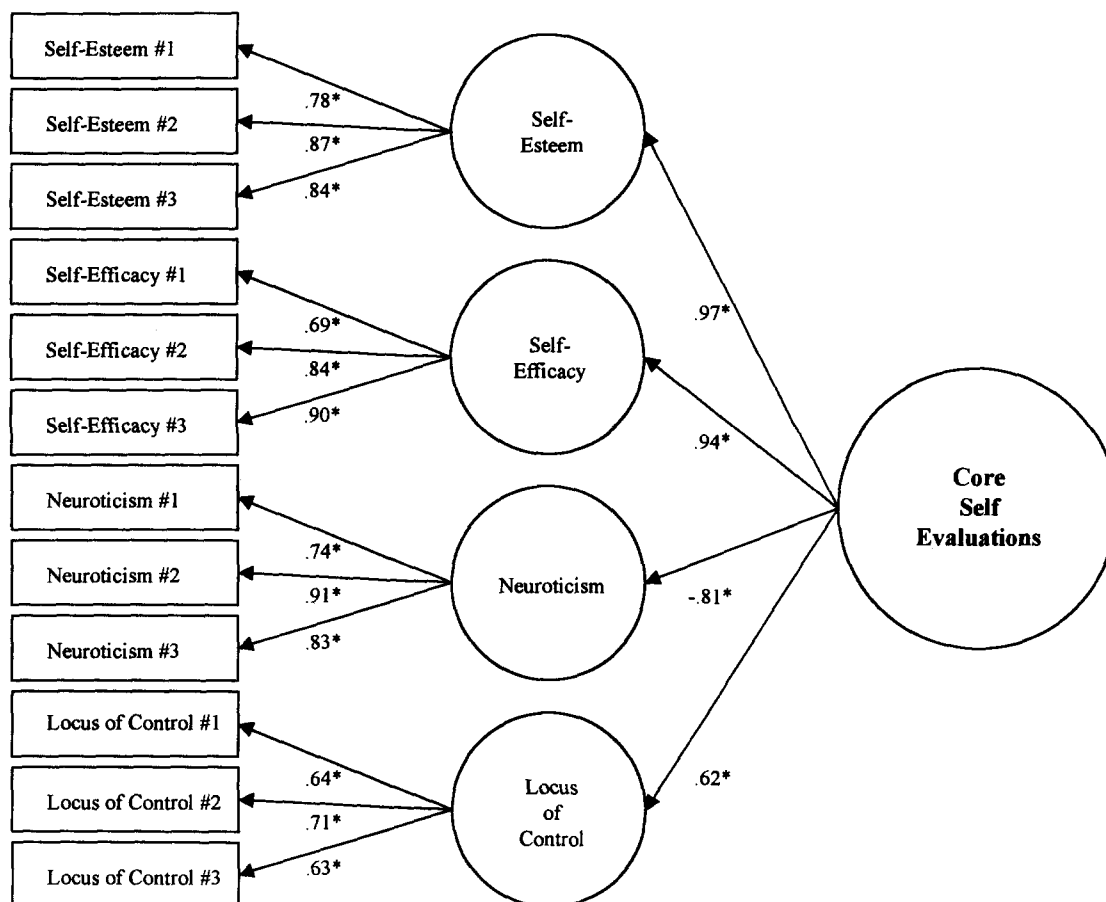 Self-Esteem #1
Self-Esteem #2
Self-Esteem #3
Self-Efficacy #1
Self-Efficacy #2
Self-Efficacy #3
Neuroticism #1
Neuroticism #2
Neuroticism #3
Locus of Control #1
Locus of Control #2
Locus of Control #3
.78*
.87*
.84*
.69*
.84*
.90*
.74*
.91*
.83*
.64*
.71*
.63*
Self-
Esteem
Self-
Efficacy
Neuroticism
Locus
of
Control
.97*
.94*
-.81*
.62*
Core
Self
Evaluations